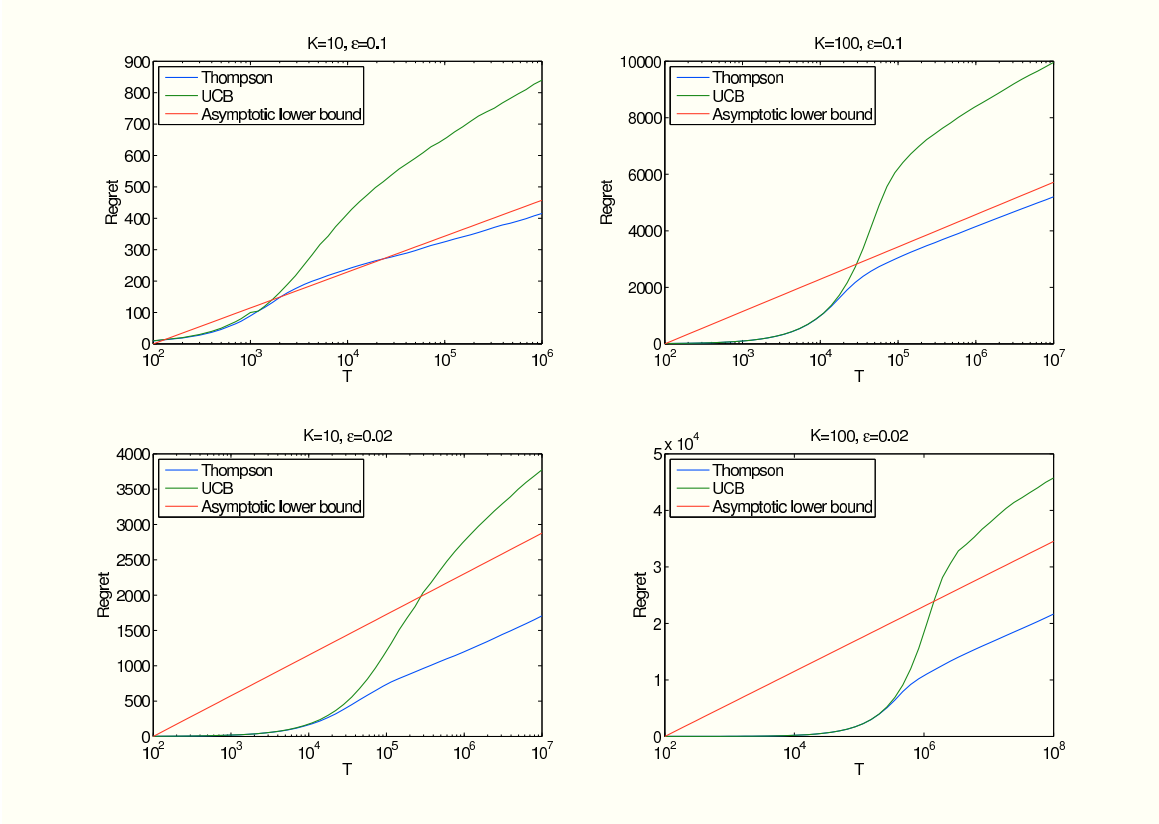 K=10, ε=0.1
900
800
700
600
500
400
300
200
100
0
Regret
Thompson
UCB
Asymptotic lower bound
10^2 10^3 10^4 10^5 10^6
T
K=100, ε=0.1
10000
8000
6000
4000
2000
0
Regret
Thompson
UCB
Asymptotic lower bound
10^2 10^3 10^4 10^5 10^6 10^7
T
K=10, ε=0.02
4000
3500
3000
2500
2000
1500
1000
500
0
Regret
Thompson
UCB
Asymptotic lower bound
10^2 10^3 10^4 10^5 10^6 10^7
T
K=100, ε=0.02
x 10^4
5
4
3
2
1
0
Regret
Thompson
UCB
Asymptotic lower bound
10^2 10^4 10^6 10^8
T